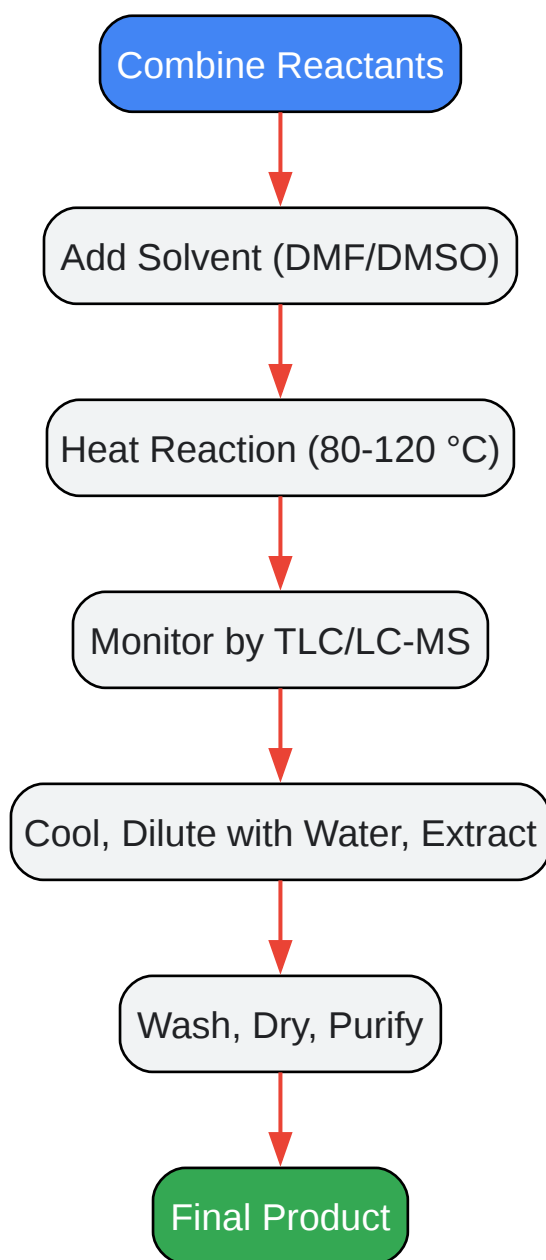 Combine Reactants
Add Solvent (DMF/DMSO)
Heat Reaction (80-120 °C)
Monitor by TLC/LC-MS
Cool, Dilute with Water, Extract
Wash, Dry, Purify
Final Product